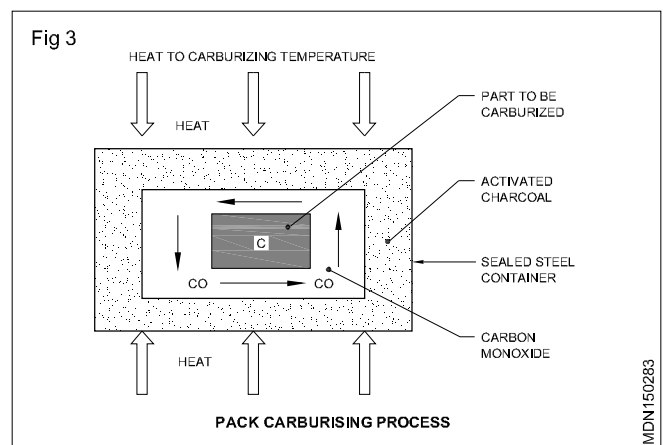 Fig 3
HEAT TO CARBURIZING TEMPERATURE
HEAT
PART TO BE
CARBURIZED
ACTIVATED
CHARCOAL
C
SEALED STEEL
CONTAINER
CO
CO
CARBON
MONOXIDE
HEAT
PACK CARBURISING PROCESS
MDN150283